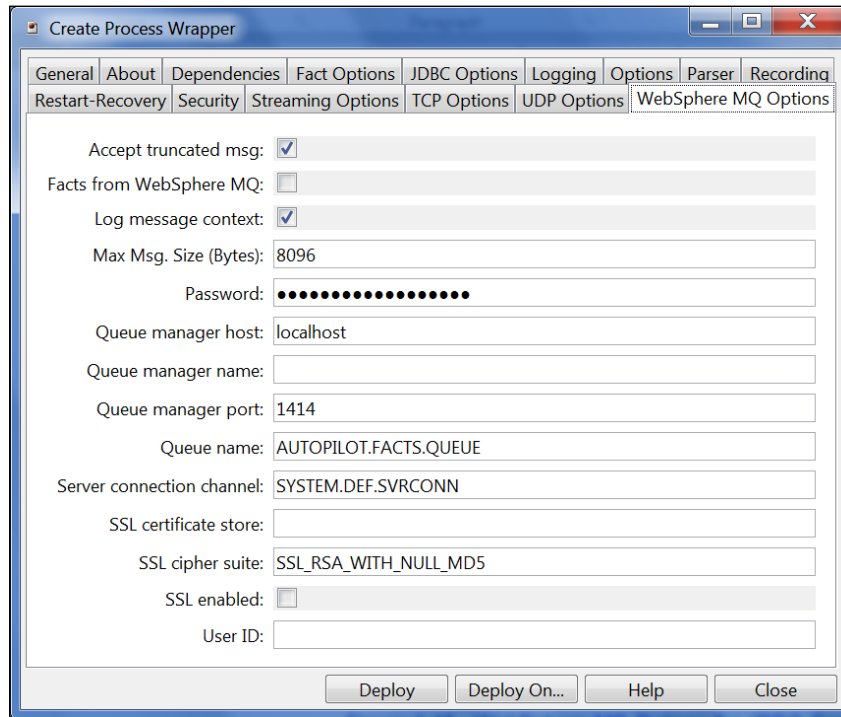 Create Process Wrapper
General About Dependencies Fact Options JDBC Options Logging Options Parser Recording
Restart-Recovery Security Streaming Options TCP Options UDP Options WebSphere MQ Options
Accept truncated msg:
Facts from WebSphere MQ:
Log message context:
Max Msg. Size (Bytes): 8096
Password: ●●●●●●●●●●●●●●●●●●
Queue manager host: localhost
Queue manager name:
Queue manager port: 1414
Queue name: AUTOPILOT.FACTS.QUEUE
Server connection channel: SYSTEM.DEF.SVRCONN
SSL certificate store:
SSL cipher suite: SSL_RSA_WITH_NULL_MD5
SSL enabled:
User ID:
Deploy Deploy On... Help Close